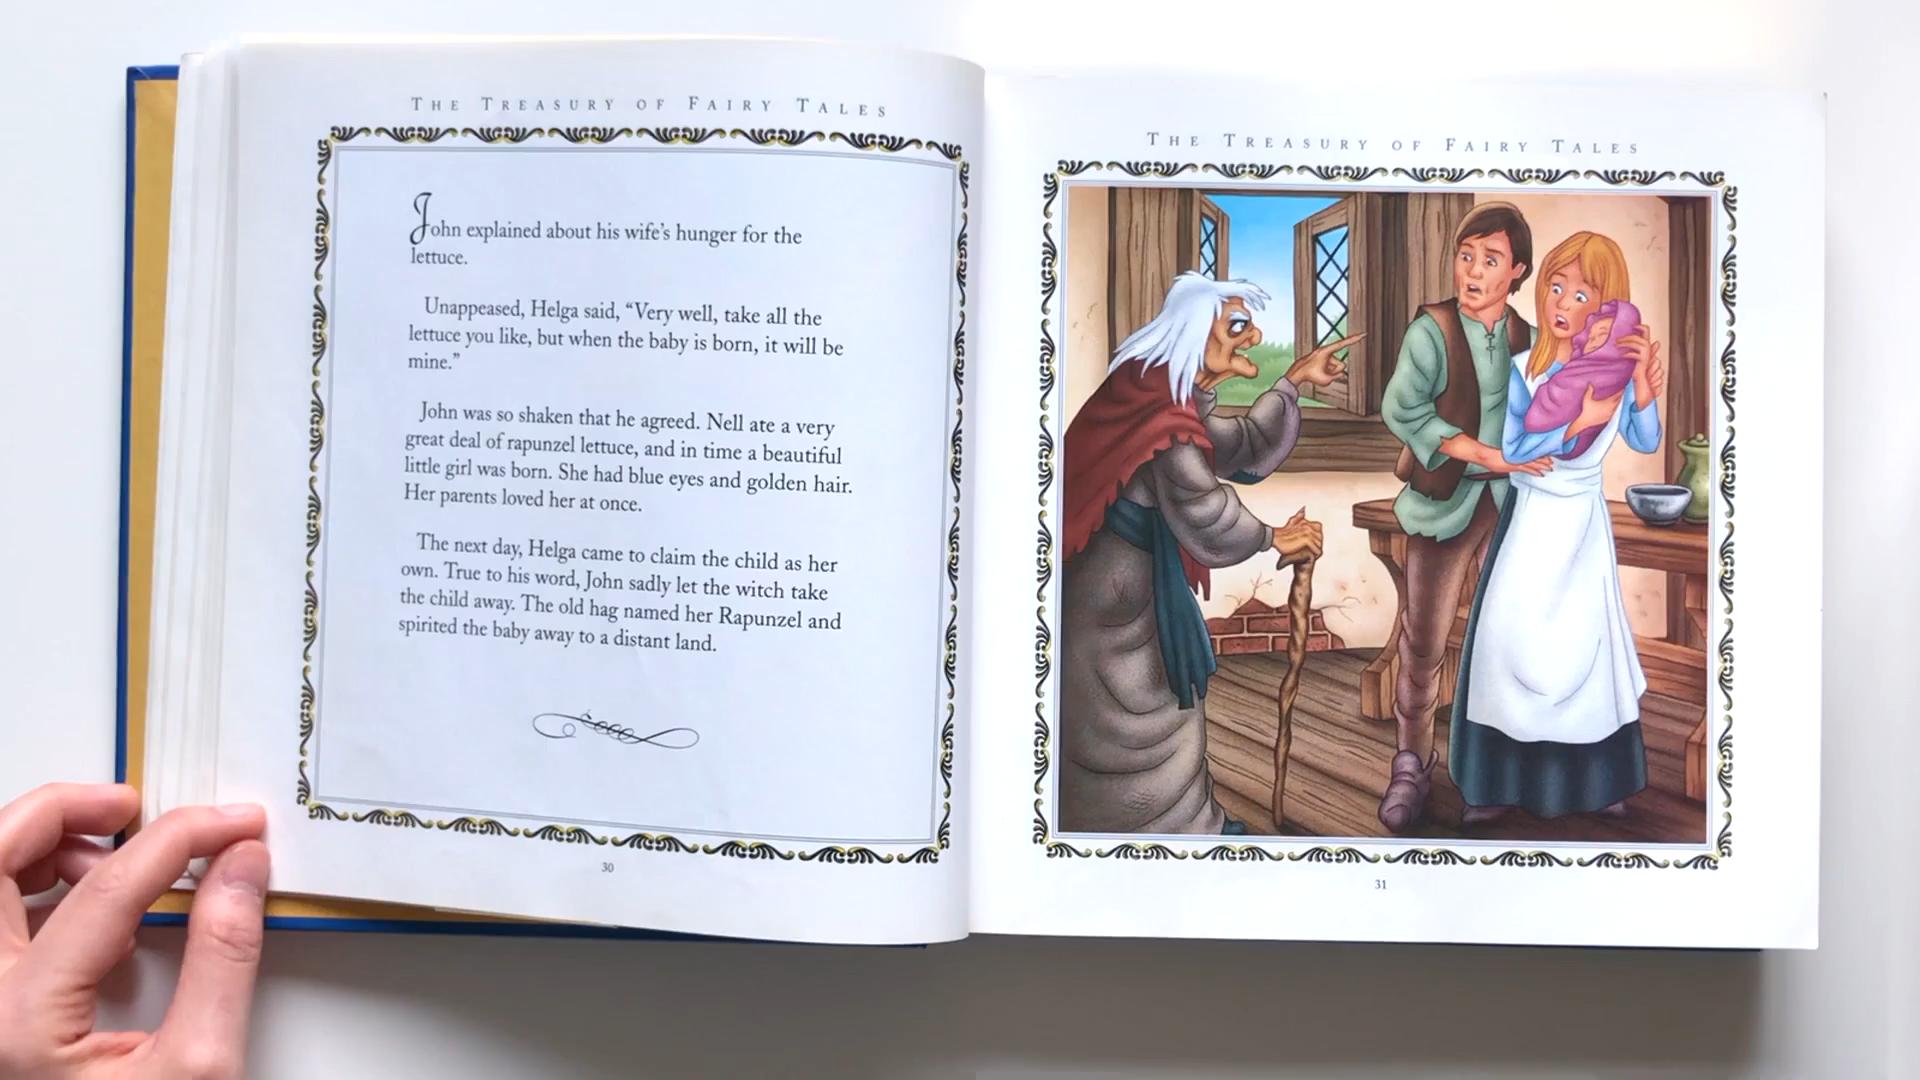 THE TREASURY OF FAIRY TALES
John explained about his wife's hunger for the
lettuce.
Unappeased, Helga said, “Very well, take all the
lettuce you like, but when the baby is born, it will be
mine.”
John was so shaken that he agreed. Nell ate a very
great deal of rapunzel lettuce, and in time a beautiful
little girl was born. She had blue eyes and golden hair.
Her parents loved her at once.
The next day, Helga came to claim the child as her
own. True to his word, John sadly let the witch take
the child away. The old hag named her Rapunzel and
spirited the baby away to a distant land.
30
THE TREASURY OF FAIRY TALES
31